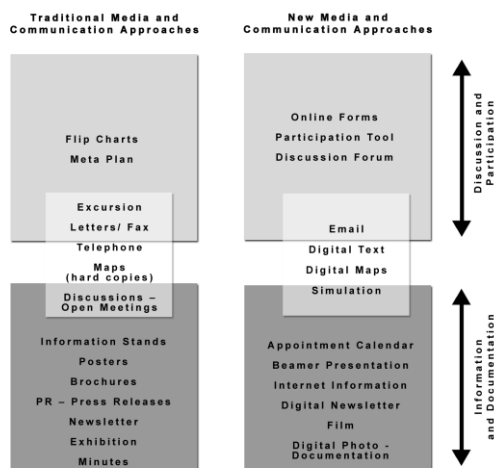 Traditional Media and
Communication Approaches
Flip Charts
Meta Plan
Excursion
Letters/ Fax
Telephone
Maps
(hard copies)
Discussions –
Open Meetings
Information Stands
Posters
Brochures
PR – Press Releases
Newsletter
Exhibition
Minutes
New Media and
Communication Approaches
Online Forms
Participation Tool
Discussion Forum
Email
Digital Text
Digital Maps
Simulation
Appointment Calendar
Beamer Presentation
Internet Information
Digital Newsletter
Film
Digital Photo -
Documentation
Discussion and
Participation
Information
and Documentation